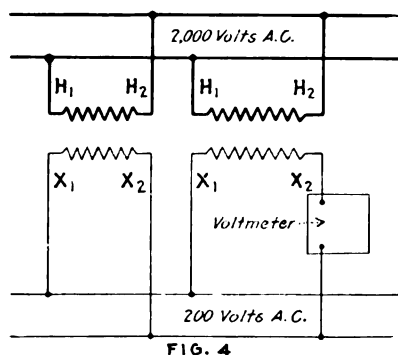 2,000 Volts A.C.
H1 H2 H1 H2
X1 X2 X1 X2
Voltmeter
200 Volts A.C.
FIG. 4